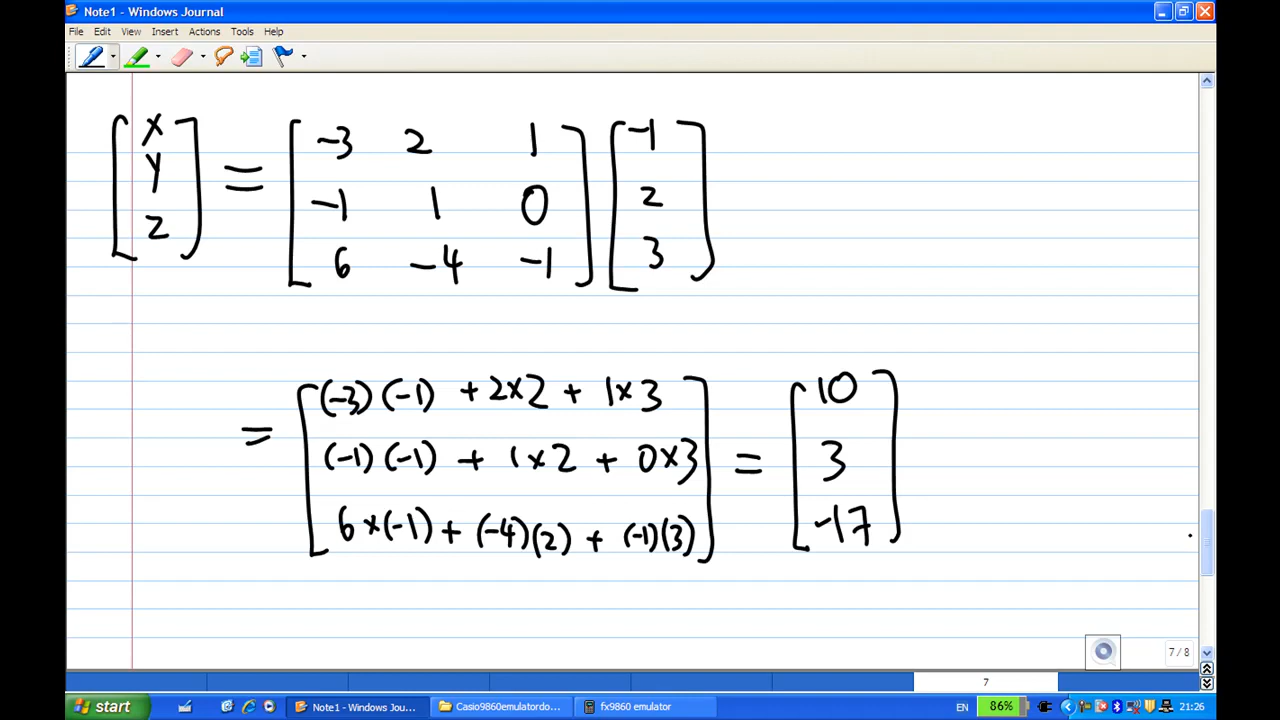 Note1 - Windows Journal
File Edit View Insert Actions Tools Help
[x y z] = [-3 2 1 -1 1 0 6 -4 -1] [-1 2 3]
= [(-3)(-1) + 2×2 + 1×3
(-1)(-1) + 1×2 + 0×3
6×(-1) + (-4)(2) + (-1)(3)] = [10 3 -17]
7 / 8
7
start Note1 - Windows Jou... Casio9860emulatordo... fx9860 emulator EN 86% 21:26